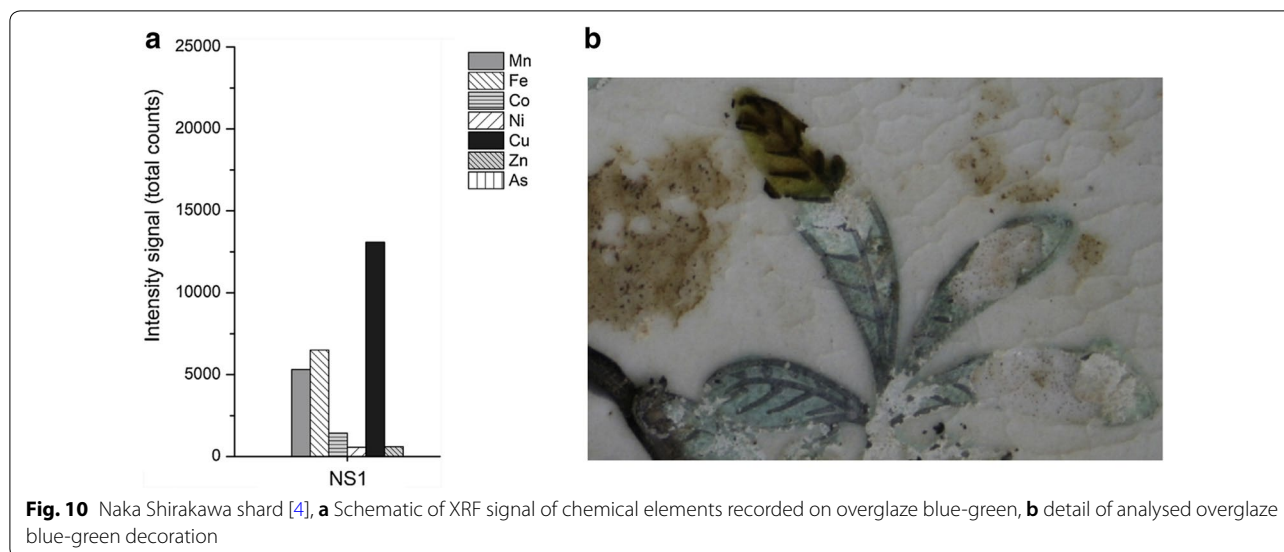 a
25000
20000
15000
10000
5000
0
Intensity signal (total counts)
NS1
Mn
Fe
Co
Ni
Cu
Zn
As
b
Fig. 10 Naka Shirakawa shard [4], a Schematic of XRF signal of chemical elements recorded on overglaze blue-green, b detail of analysed overglaze
blue-green decoration